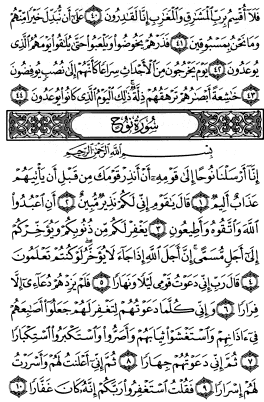 فَلَآ أُقْسِمُ بِرَبِّ ٱلْمَشَٰرِقِ وَٱلْمَغَٰرِبِ إِنَّا لَقَٰدِرُونَ ٤٠ عَلَىٰٓ أَن نُّبَدِّلَ خَيْرًا مِّنْهُمْ
وَمَا نَحْنُ بِمَسْبُوقِينَ ٤١ فَذَرْهُمْ يَخُوضُوا۟ وَيَلْعَبُوا۟ حَتَّىٰ يُلَٰقُوا۟ يَوْمَهُمُ ٱلَّذِى
يُوعَدُونَ ٤٢ يَوْمَ يَخْرُجُونَ مِنَ ٱلْأَجْدَاثِ سِرَاعًا كَأَنَّهُمْ إِلَىٰ نُصُبٍ يُوفِضُونَ
٤٣ خَٰشِعَةً أَبْصَٰرُهُمْ تَرْهَقُهُمْ ذِلَّةٌ ۚ ذَٰلِكَ ٱلْيَوْمُ ٱلَّذِى كَانُوا۟ يُوعَدُونَ ٤٤
سُورَةُ نُوحٍ
بِسْمِ ٱللَّهِ ٱلرَّحْمَٰنِ ٱلرَّحِيمِ
إِنَّآ أَرْسَلْنَا نُوحًا إِلَىٰ قَوْمِهِۦٓ أَنْ أَنذِرْ قَوْمَكَ مِن قَبْلِ أَن يَأْتِيَهُمْ
عَذَابٌ أَلِيمٌ ١ قَالَ يَٰقَوْمِ إِنِّى لَكُمْ نَذِيرٌ مُّبِينٌ ٢ أَنِ ٱعْبُدُوا۟
ٱللَّهَ وَٱتَّقُوهُ وَأَطِيعُونِ ٣ يَغْفِرْ لَكُم مِّن ذُنُوبِكُمْ وَيُؤَخِّرْكُمْ
إِلَىٰٓ أَجَلٍ مُّسَمًّى ۚ إِنَّ أَجَلَ ٱللَّهِ إِذَا جَآءَ لَا يُؤَخَّرُ ۖ لَوْ كُنتُمْ تَعْلَمُونَ
٤ قَالَ رَبِّ إِنِّى دَعَوْتُ قَوْمِى لَيْلًا وَنَهَارًا ٥ فَلَمْ يَزِدْهُمْ دُعَآءِىٓ إِلَّا
فِرَارًا ٦ وَإِنِّى كُلَّمَا دَعَوْتُهُمْ لِتَغْفِرَ لَهُمْ جَعَلُوٓا۟ أَصَٰبِعَهُمْ
فِىٓ ءَاذَانِهِمْ وَٱسْتَغْشَوْا۟ ثِيَابَهُمْ وَأَصَرُّوا۟ وَٱسْتَكْبَرُوا۟ ٱسْتِكْبَارًا
٧ ثُمَّ إِنِّى دَعَوْتُهُمْ جِهَارًا ٨ ثُمَّ إِنِّىٓ أَعْلَنتُ لَهُمْ وَأَسْرَرْتُ
لَهُمْ إِسْرَارًا ٩ فَقُلْتُ ٱسْتَغْفِرُوا۟ رَبَّكُمْ إِنَّهُۥ كَانَ غَفَّارًا ١٠